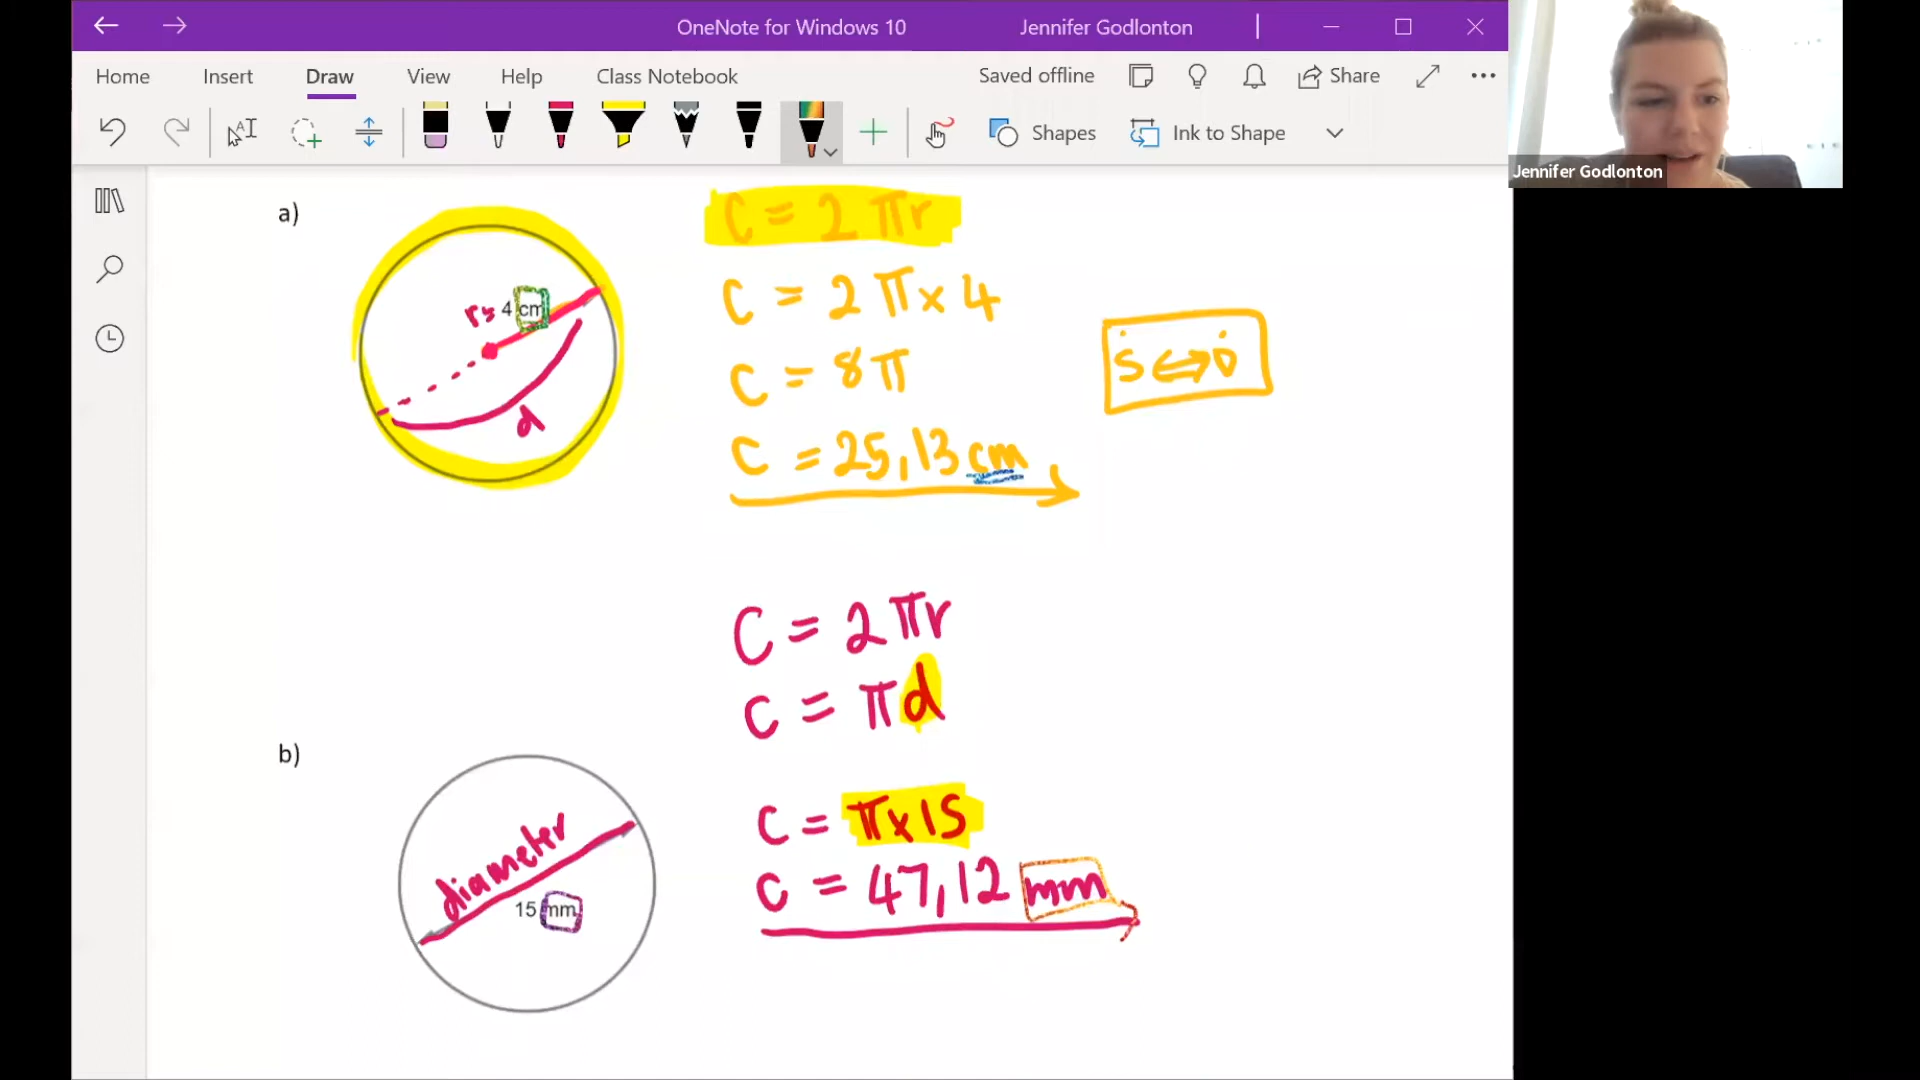 OneNote for Windows 10
Jennifer Godlonton
Home Insert Draw View Help Class Notebook
Saved offline
Share
Shapes
Ink to Shape
Jennifer Godlonton
a)
r = 4 cm
d
C = 2πr
C = 2π x 4
C = 8π
C = 25,13 cm
S ⇔ D
C = 2πr
C = πd
b)
diameter
15 mm
C = π x 15
C = 47,12 mm